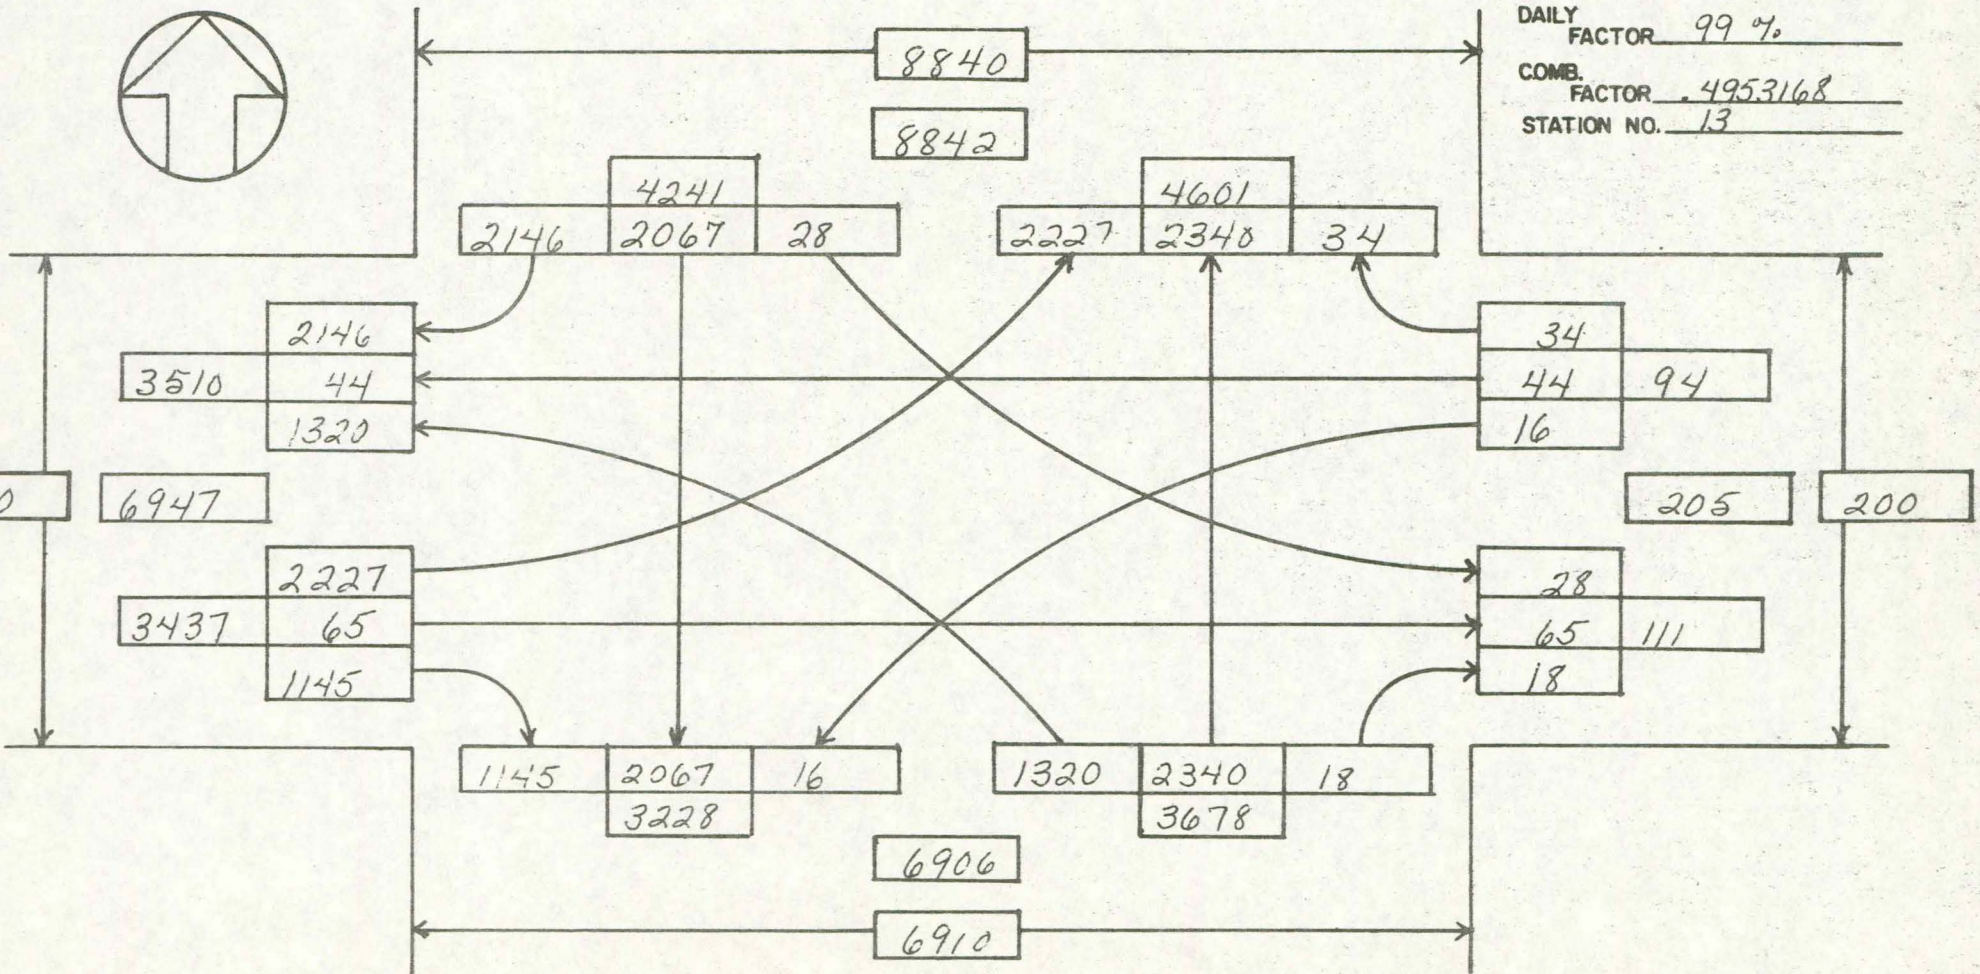 DAILY
FACTOR 99 %
8840
COMB.
FACTOR .4953168
STATION NO. 13
8842
4241
4601
2146 2067 28
2227 2340 34
2146
34
3510 44
44 94
1320
16
0
6947
205
200
2227
28
3437 65
65 111
1145
18
1145 2067 16
1320 2340 18
3228
3678
6906
6910